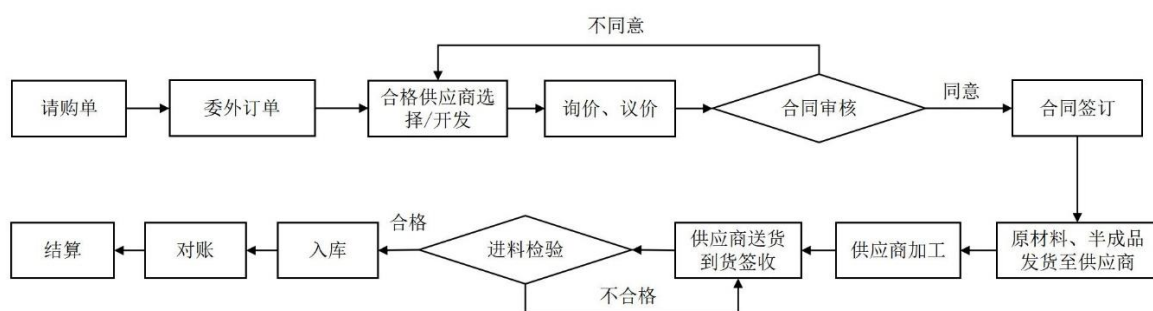 不同意
请购单
委外订单
合格供应商选
择/开发
询价、议价
合同审核
同意
合同签订
结算
对账
入库
合格
进料检验
不合格
供应商送货
到货签收
供应商加工
原材料、半成品
发货至供应商